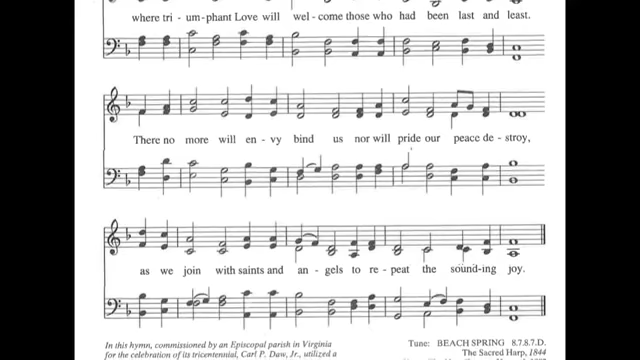 where tri - um-phant Love will wel - come those who had been last and least.
There no more will en - vy bind us nor will pride our peace de - stroy,
as we join with saints and an - gels to re - peat the sound-ing joy.
In this hymn, commissioned by an Episcopal parish in Virginia
for the celebration of its tricentennial, Carl P. Daw, Jr., utilized a
Tune: BEACH SPRING 8.7.8.7.D.
The Sacred Harp, 1844